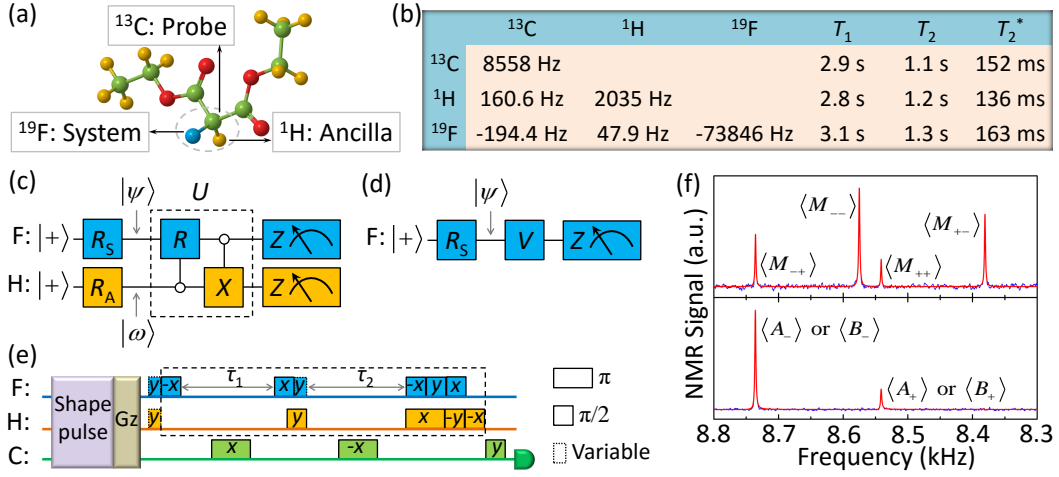 (a)
¹³C: Probe
¹⁹F: System
¹H: Ancilla
(b)
¹³C ¹H ¹⁹F T₁ T₂ T₂*
¹³C 8558 Hz 2.9 s 1.1 s 152 ms
¹H 160.6 Hz 2035 Hz 2.8 s 1.2 s 136 ms
¹⁹F -194.4 Hz 47.9 Hz -73846 Hz 3.1 s 1.3 s 163 ms
(c)
|ψ⟩ U
F: |+⟩ R_S R Z
H: |+⟩ R_A X Z
|ω⟩
(d)
|ψ⟩
F: |+⟩ R_S V Z
(e)
F: y -x τ₁ x y τ₂ -x y x
H: y y x -y -x
C: x -x y
Shape pulse
Gz
π
π/2
Variable
(f)
NMR Signal (a.u.)
⟨M₋₊⟩
⟨M₋₋⟩
⟨M₊₊⟩
⟨M₊₋⟩
⟨A₋⟩ or ⟨B₋⟩
⟨A₊⟩ or ⟨B₊⟩
8.8 8.7 8.6 8.5 8.4 8.3
Frequency (kHz)